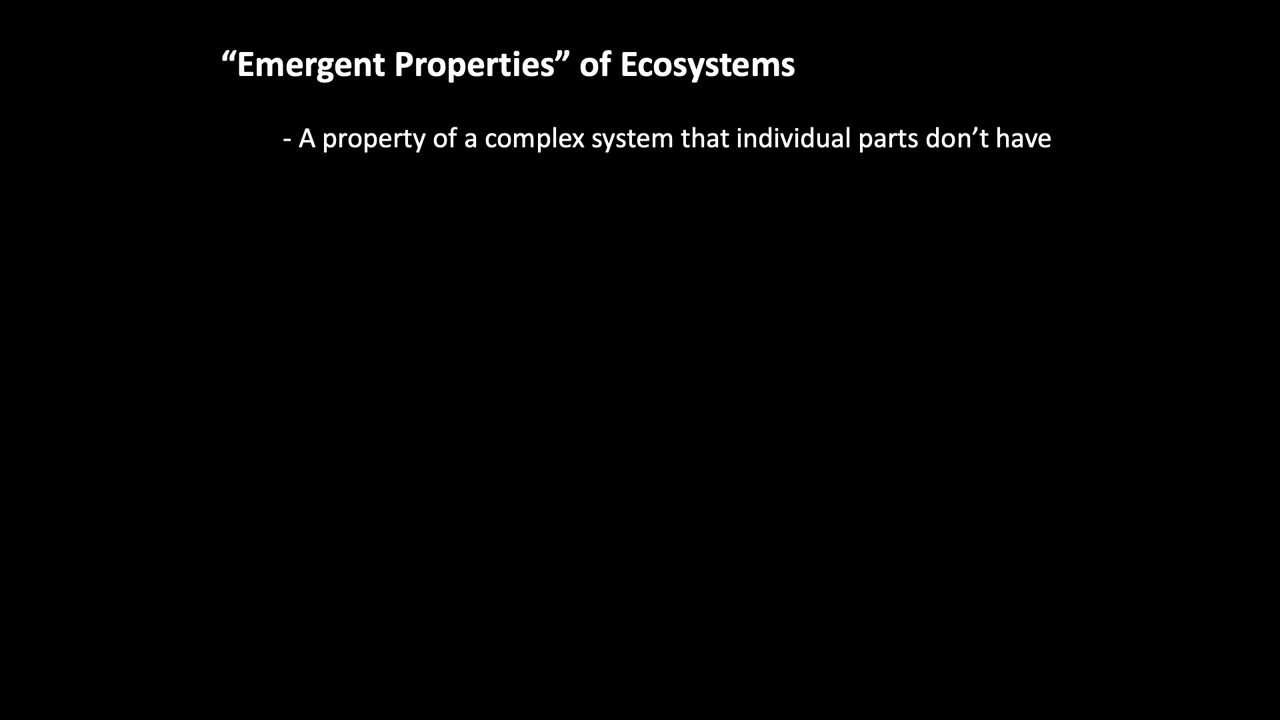 “Emergent Properties” of Ecosystems
- A property of a complex system that individual parts don’t have